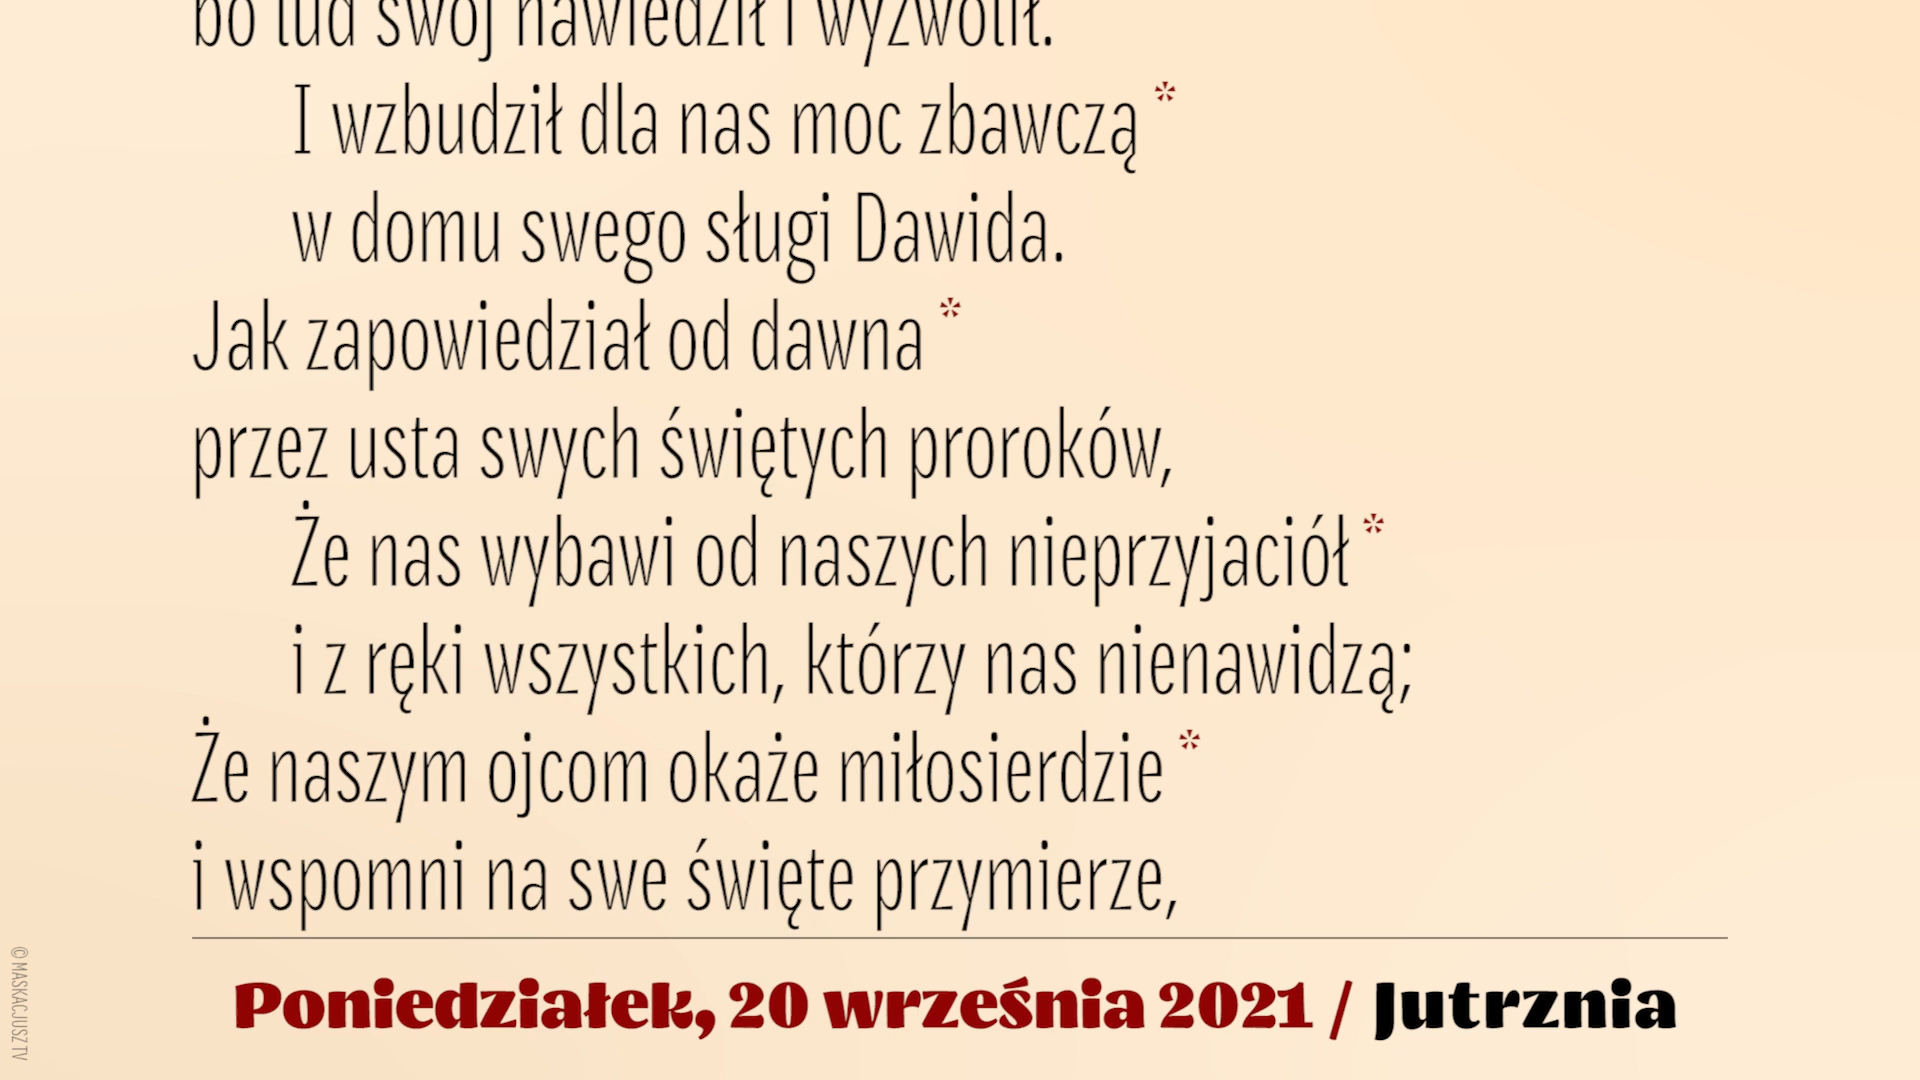 bo lud swój nawiedził i wyzwolił.
I wzbudził dla nas moc zbawczą *
w domu swego sługi Dawida.
Jak zapowiedział od dawna *
przez usta swych świętych proroków,
Że nas wybawi od naszych nieprzyjaciół *
i z ręki wszystkich, którzy nas nienawidzą;
Że naszym ojcom okaże miłosierdzie *
i wspomni na swe święte przymierze,
Poniedziałek, 20 września 2021 / Jutrznia
© MASKACJUSZ TV